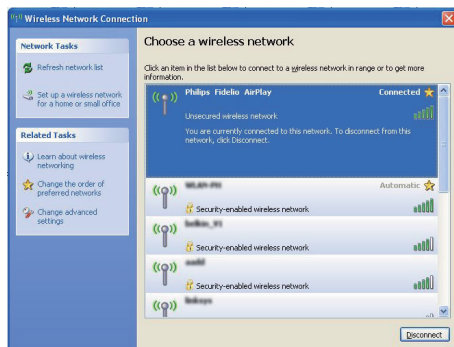 Wireless Network Connection
Network Tasks
Refresh network list
Set up a wireless network
for a home or small office
Related Tasks
Learn about wireless
networking
Change the order of
preferred networks
Change advanced
settings
Choose a wireless network
Click an item in the list below to connect to a wireless network in range or to get more
information.
Philips Fidelio AirPlay
Connected
Unsecured wireless network
You are currently connected to this network. To disconnect from this
network, click Disconnect.
Automatic
Security-enabled wireless network
Security-enabled wireless network
Security-enabled wireless network
Disconnect